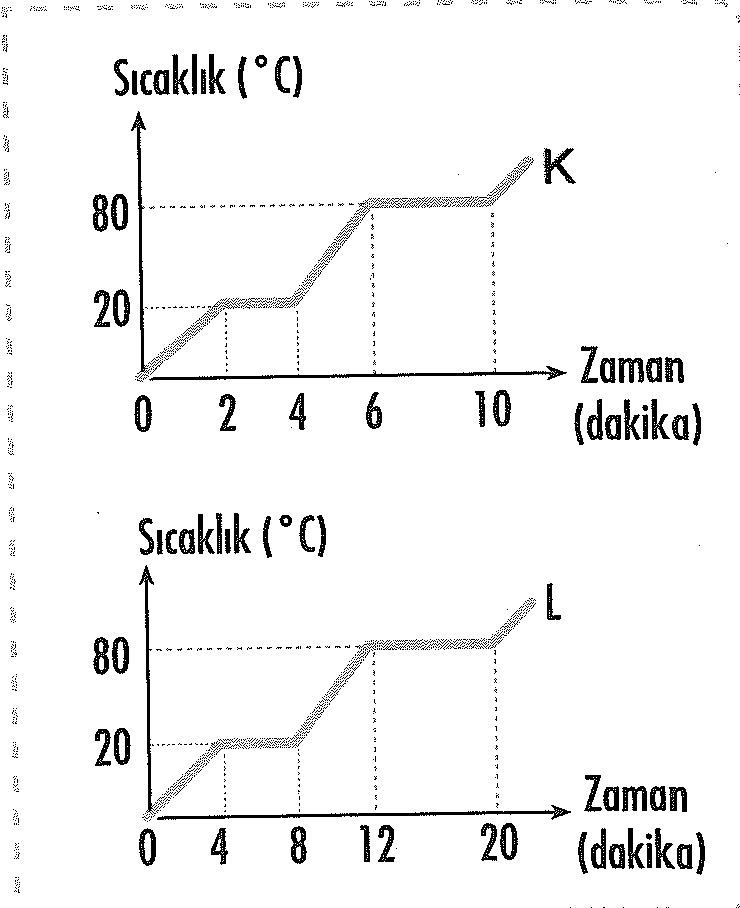 Sıcaklık (°C)
K
80
20
0 2 4 6 10
Zaman
(dakika)
Sıcaklık (°C)
L
80
20
0 4 8 12 20
Zaman
(dakika)